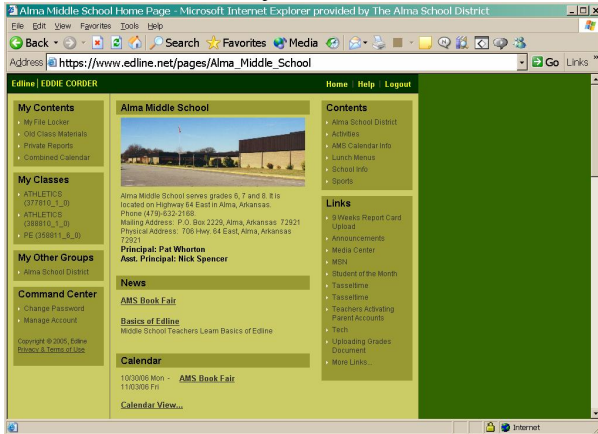 Alma Middle School Home Page - Microsoft Internet Explorer provided by The Alma School District
File Edit View Favorites Tools Help
Back Search Favorites Media
Address https://www.edline.net/pages/Alma_Middle_School Go Links »
Edline | EDDIE CORDER
Home | Help | Logout
My Contents
My File Locker
Old Class Materials
Private Reports
Combined Calendar
My Classes
ATHLETICS
(377810_1_0)
ATHLETICS
(388810_1_0)
PE (358811_6_0)
My Other Groups
Alma School District
Command Center
Change Password
Manage Account
Copyright © 2005, Edline
Privacy & Terms of Use
Alma Middle School
Alma Middle School serves grades 6, 7 and 8. It is
located on Highway 64 East in Alma, Arkansas.
Phone (479)-632-2168.
Mailing Address: P.O. Box 2229, Alma, Arkansas 72921
Physical Address: 706 Hwy. 64 East, Alma, Arkansas
72921
Principal: Pat Whorton
Asst. Principal: Nick Spencer
News
AMS Book Fair
Basics of Edline
Middle School Teachers Learn Basics of Edline
Calendar
10/30/06 Mon - AMS Book Fair
11/03/06 Fri
Calendar View...
Contents
Alma School District
Activities
AMS Calendar Info
Lunch Menus
School Info
Sports
Links
9 Weeks Report Card
Upload
Announcements
Media Center
MSN
Student of the Month
Tasseltime
Tasseltime
Teachers Activating
Parent Accounts
Tech
Uploading Grades
Document
More Links...
Internet